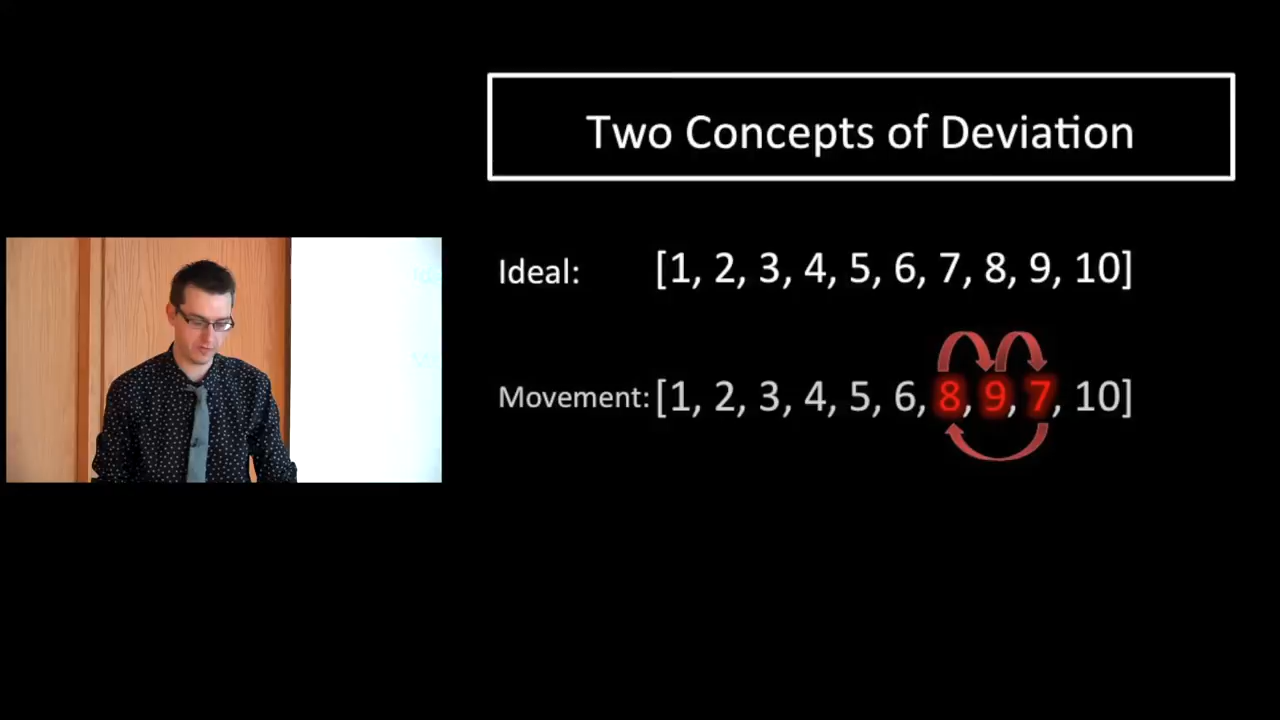 Two Concepts of Deviation
Ideal: [1, 2, 3, 4, 5, 6, 7, 8, 9, 10]
Movement: [1, 2, 3, 4, 5, 6, 8, 9, 7, 10]